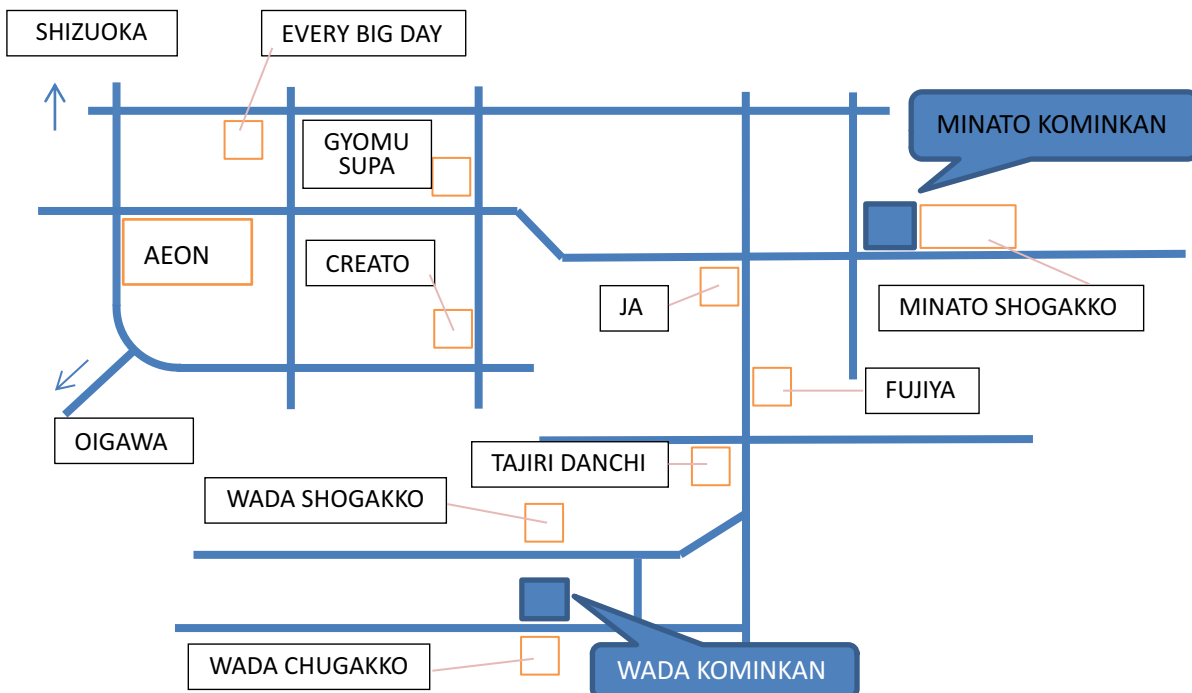 SHIZUOKA
EVERY BIG DAY
MINATO KOMINKAN
GYOMU
SUPA
AEON
CREATO
JA
MINATO SHOGAKKO
FUJIYA
OIGAWA
TAJIRI DANCHI
WADA SHOGAKKO
WADA CHUGAKKO
WADA KOMINKAN